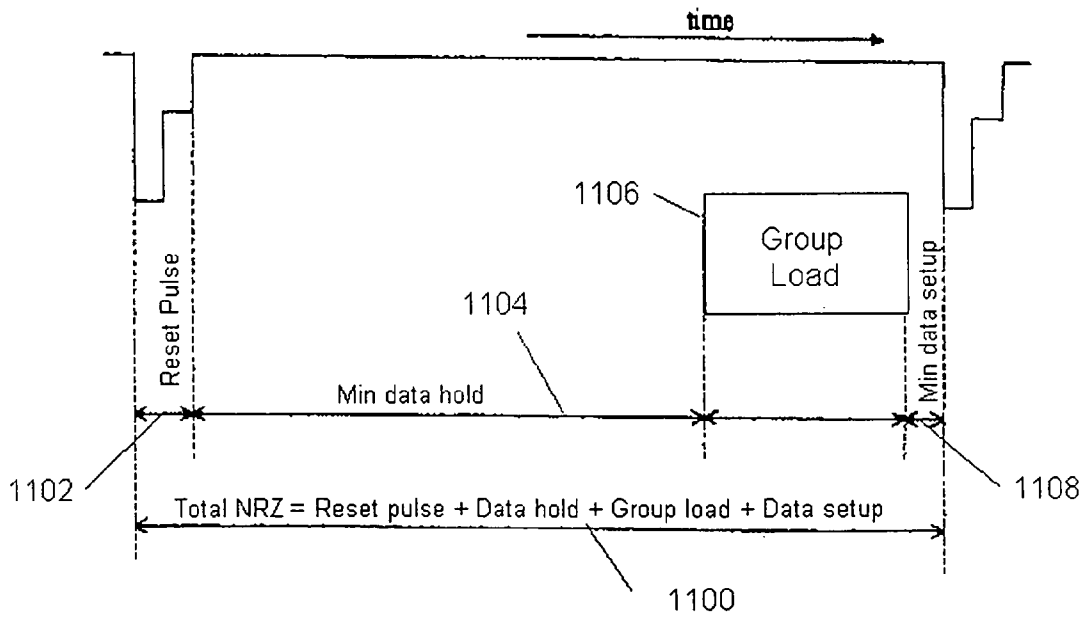 time
1106
Group
Load
Reset Pulse
1104
Min data setup
Min data hold
1102
1108
Total NRZ = Reset pulse + Data hold + Group load + Data setup
1100